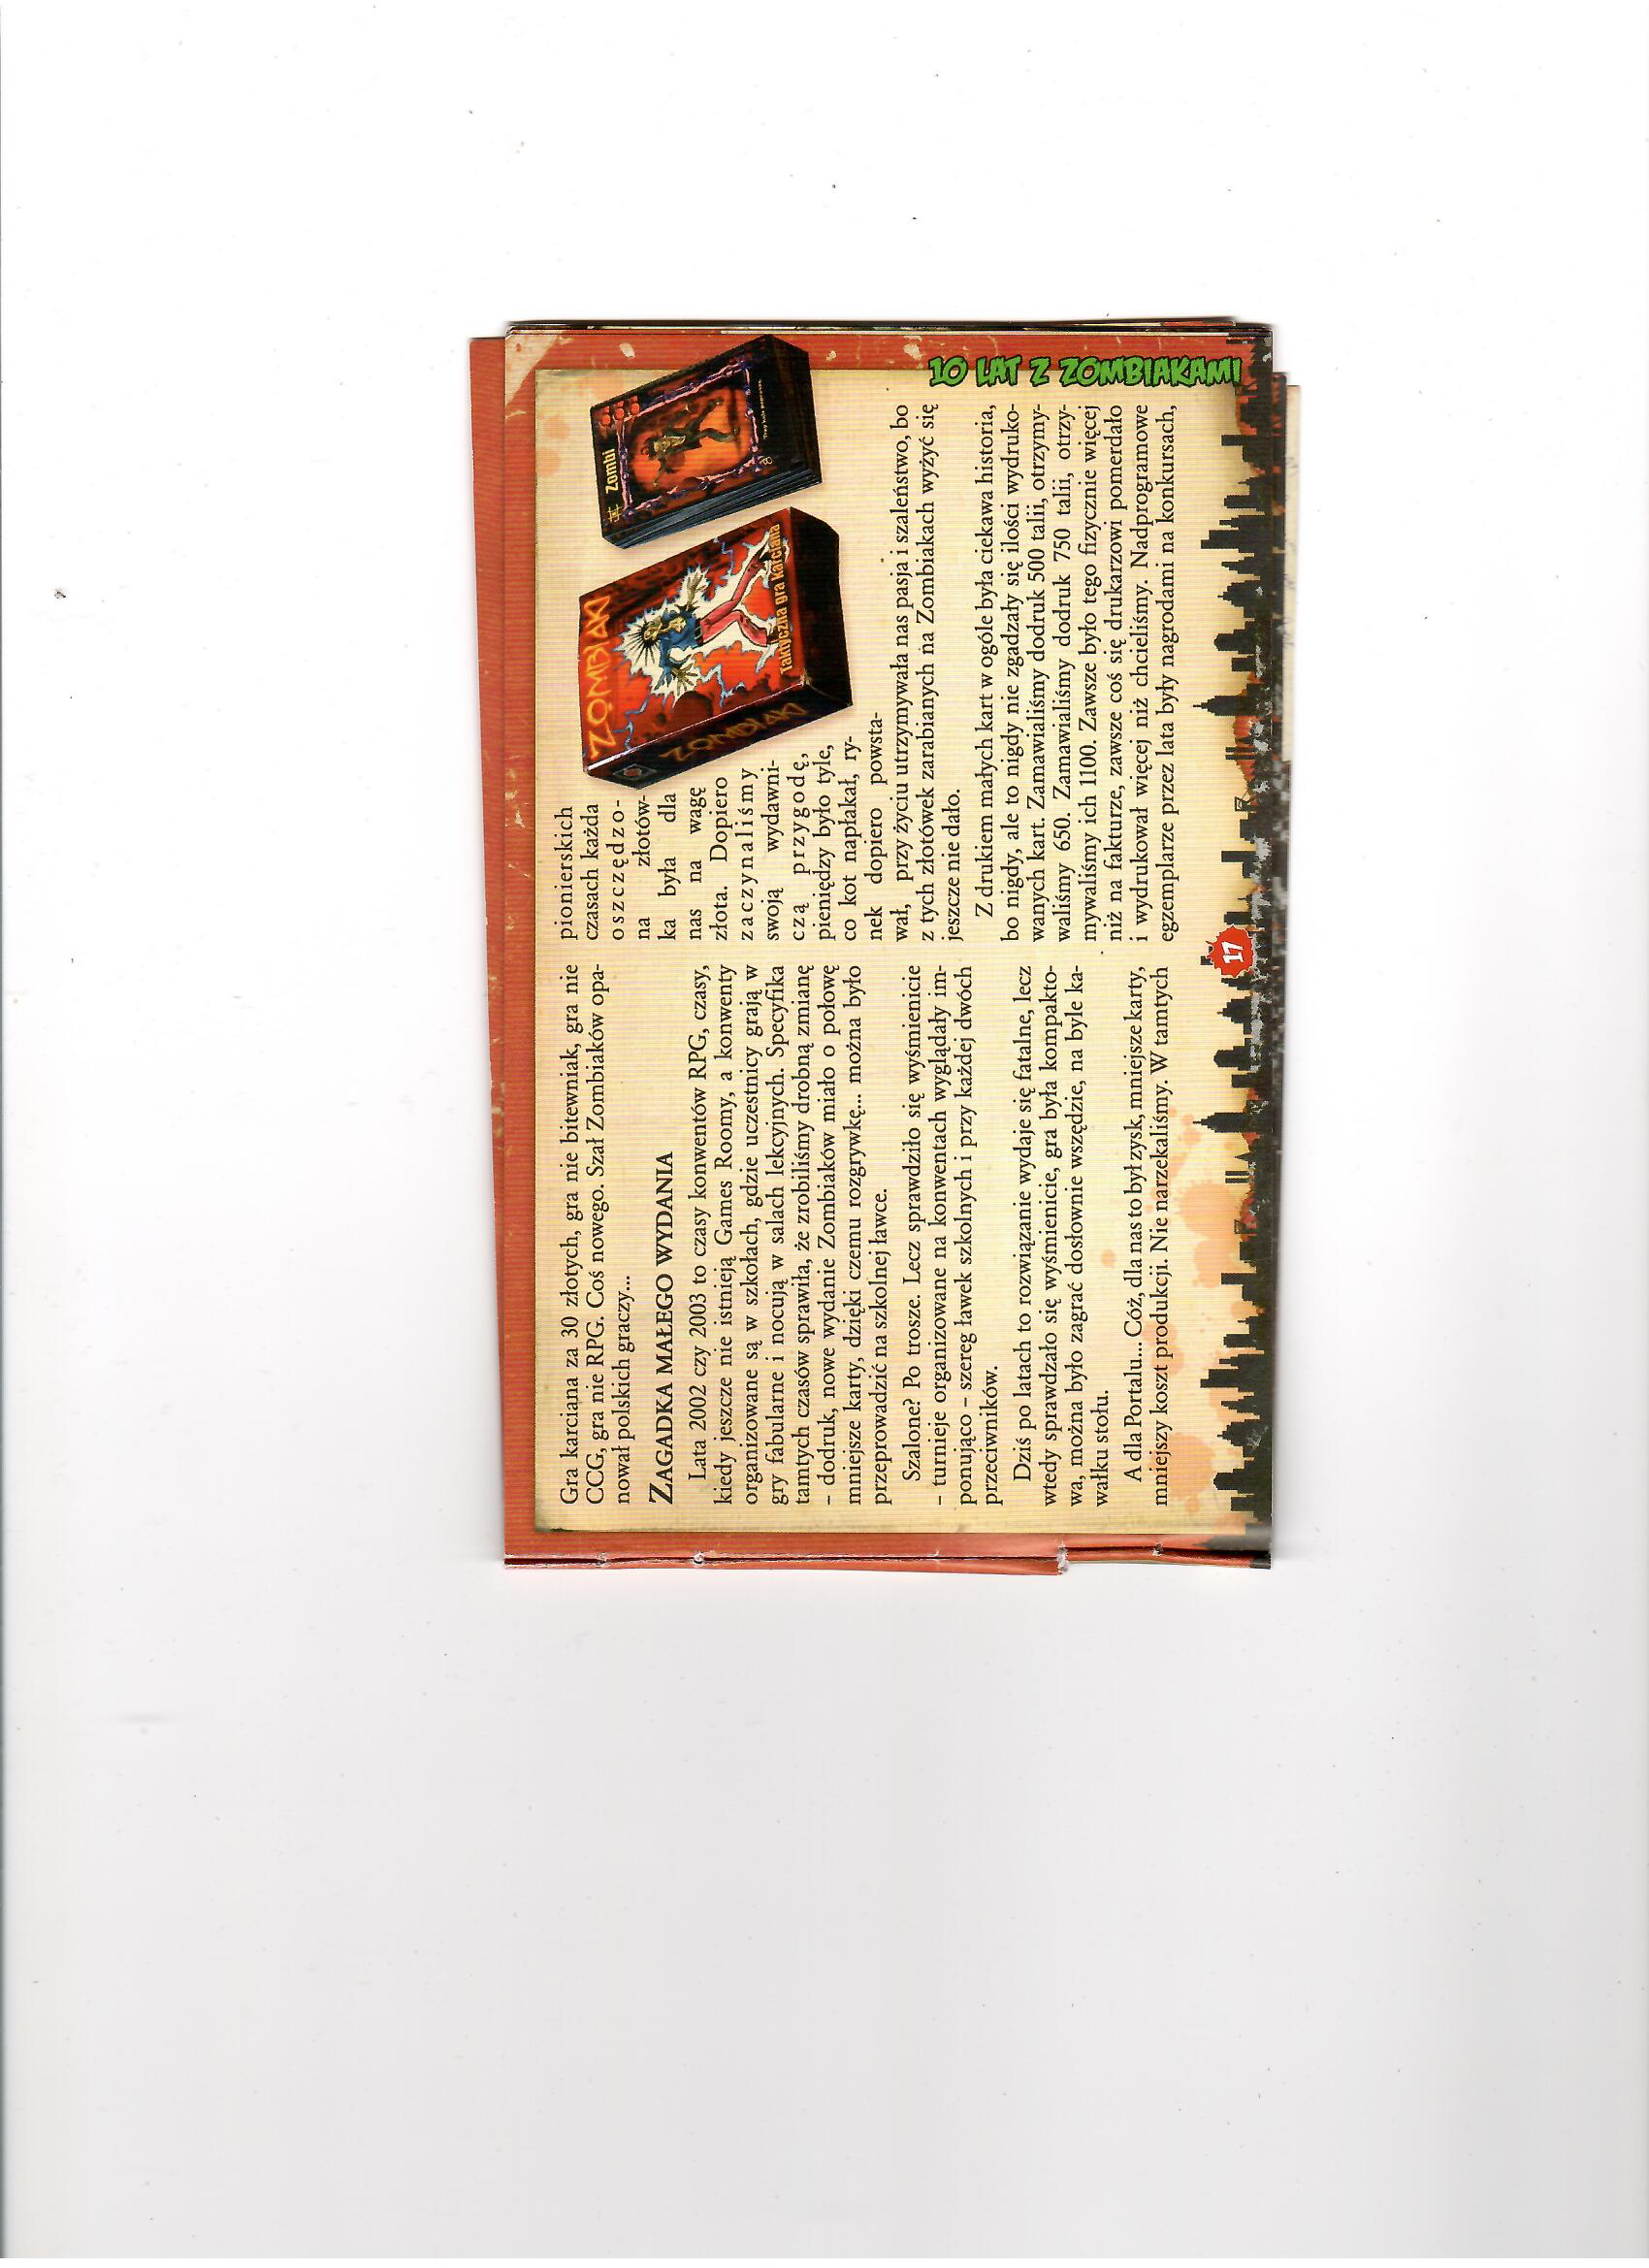 Gra karciana za 30 złotych, gra nie bitewniak, gra nie
CCG, gra nie RPG. Coś nowego. Szał Zombiaków opa-
nował polskich graczy...
ZAGADKA MAŁEGO WYDANIA
Lata 2002 czy 2003 to czasy konwentów RPG, czasy,
kiedy jeszcze nie istnieją Games Roomy, a konwenty
organizowane są w szkołach, gdzie uczestnicy grają w
gry fabularne i nocują w salach lekcyjnych. Specyfika
tamtych czasów sprawiła, że zrobiliśmy drobną zmianę
– dodruk, nowe wydanie Zombiaków miało o połowę
mniejsze karty, dzięki czemu rozgrywkę... można było
przeprowadzić na szkolnej ławce.
Szalone? Po trosze. Lecz sprawdziło się wyśmienicie
– turnieje organizowane na konwentach wyglądały im-
ponująco – szereg ławek szkolnych i przy każdej dwóch
przeciwników.
Dziś po latach to rozwiązanie wydaje się fatalne, lecz
wtedy sprawdzało się wyśmienicie, gra była kompakto-
wa, można było zagrać dosłownie wszędzie, na byle ka-
wałku stołu.
A dla Portalu... Cóż, dla nas to był zysk, mniejsze karty,
mniejszy koszt produkcji. Nie narzekaliśmy. W tamtych
pionierskich
czasach każda
oszczędzo-
na złotów-
ka była dla
nas na wagę
złota. Dopiero
zaczynaliśmy
swoją wydawni-
czą przygodę,
pieniędzy było tyle,
co kot napłakał, ry-
nek dopiero powsta-
wał, przy życiu utrzymywała nas pasja i szaleństwo, bo
z tych złotówek zarabianych na Zombiakach wyżyć się
jeszcze nie dało.
Z drukiem małych kart w ogóle była ciekawa historia,
bo nigdy, ale to nigdy nie zgadzały się ilości wydruko-
wanych kart. Zamawialiśmy dodruk 500 talii, otrzymy-
waliśmy 650. Zamawialiśmy dodruk 750 talii, otrzy-
mywaliśmy ich 1100. Zawsze było tego fizycznie więcej
niż na fakturze, zawsze coś się drukarzowi pomerdało
i wydrukował więcej niż chcieliśmy. Nadprogramowe
egzemplarze przez lata były nagrodami na konkursach,
ZOMBIAKI
ZOMBIAKI
Taktyczna gra karciana
Zombi
8
10 LAT Z ZOMBIAKAMI
17